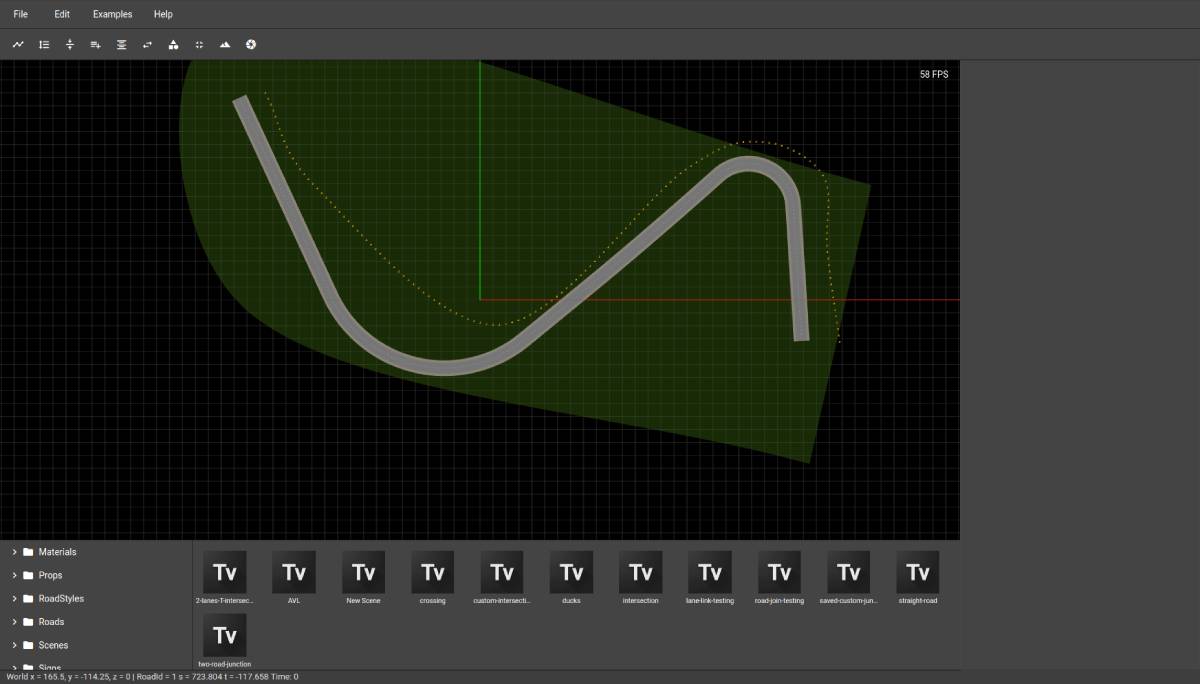 File Edit Examples Help
58 FPS
Materials
Props
RoadStyles
Roads
Scenes
Signs
Tv Tv Tv Tv Tv Tv Tv Tv Tv Tv Tv
2-lanes-T-intersec... AVL New Scene crossing custom-intersecti... ducks intersection lane-link-testing road-join-testing saved-custom-jun... straight-road
Tv
two-road-junction
World x = 165.5, y = -114.25, z = 0 | RoadId = 1 s = 723.804 t = -117.658 Time: 0